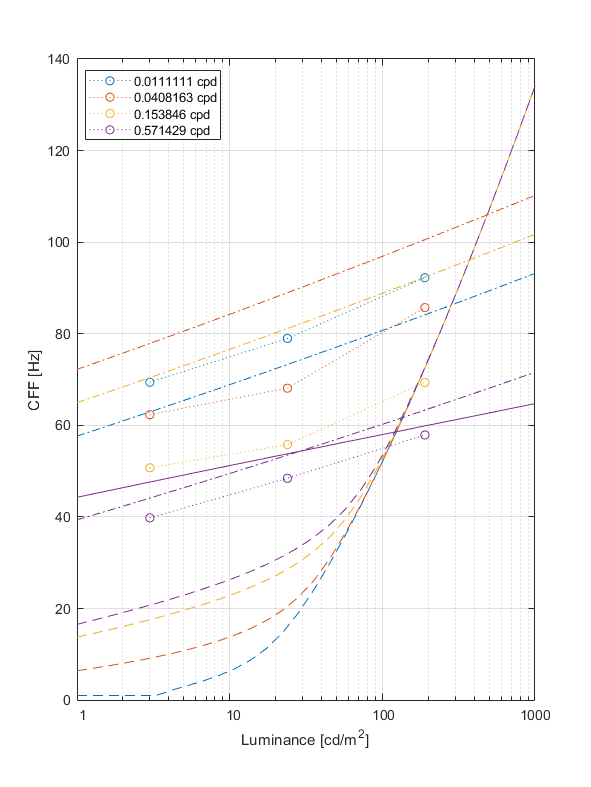 140
120
100
80
60
40
20
0
0.0111111 cpd
0.0408163 cpd
0.153846 cpd
0.571429 cpd
CFF [Hz]
1 10 100 1000
Luminance [cd/m²]